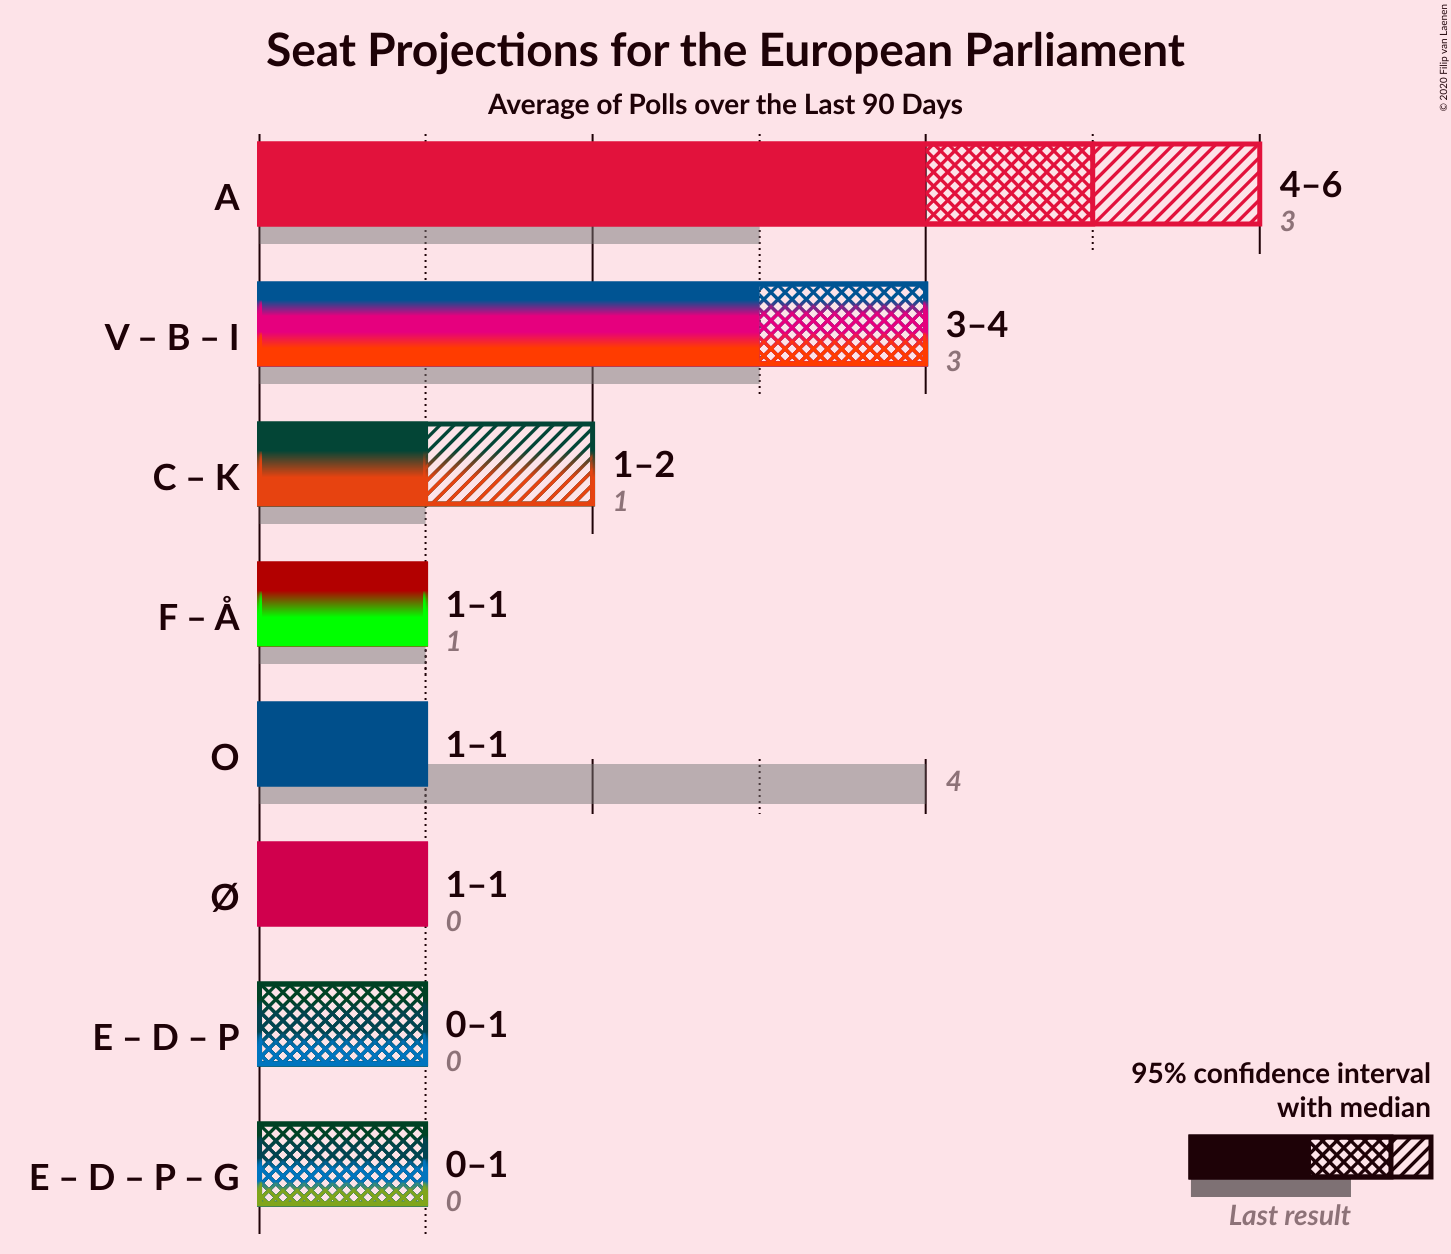 Seat Projections for the European Parliament
Average of Polls over the Last 90 Days
© 2020 Filip van Laenen
A
4–6
3
V – B – I
3–4
3
C – K
1–2
1
F – Å
1–1
1
O
1–1
4
Ø
1–1
0
E – D – P
0–1
0
E – D – P – G
0–1
0
95% confidence interval
with median
Last result